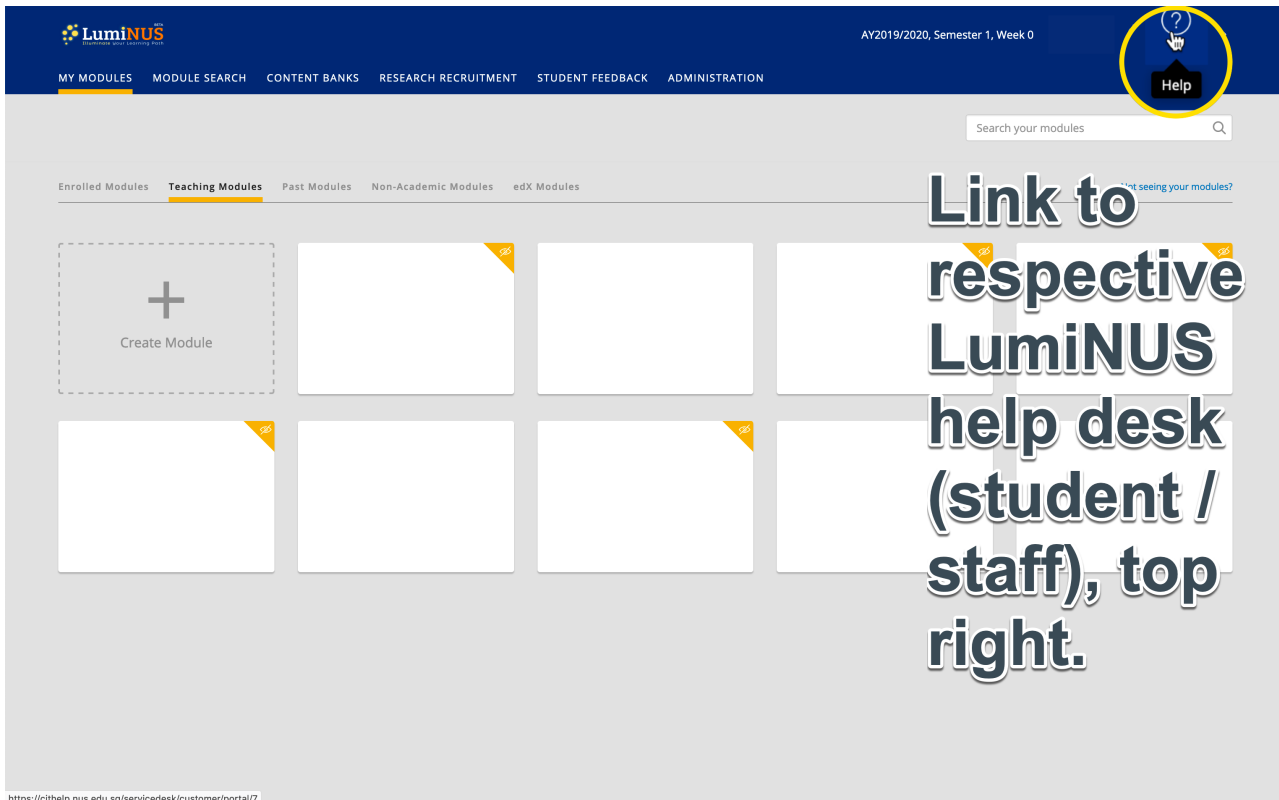 LumiNUS BETA
Illuminate your Learning Path
AY2019/2020, Semester 1, Week 0
?
Help
MY MODULES MODULE SEARCH CONTENT BANKS RESEARCH RECRUITMENT STUDENT FEEDBACK ADMINISTRATION
Search your modules
Enrolled Modules Teaching Modules Past Modules Non-Academic Modules edX Modules
Not seeing your modules?
Create Module
Link to
respective
LumiNUS
help desk
(student /
staff), top
right.
https://cithelp.nus.edu.sg/servicedesk/customer/portal/7